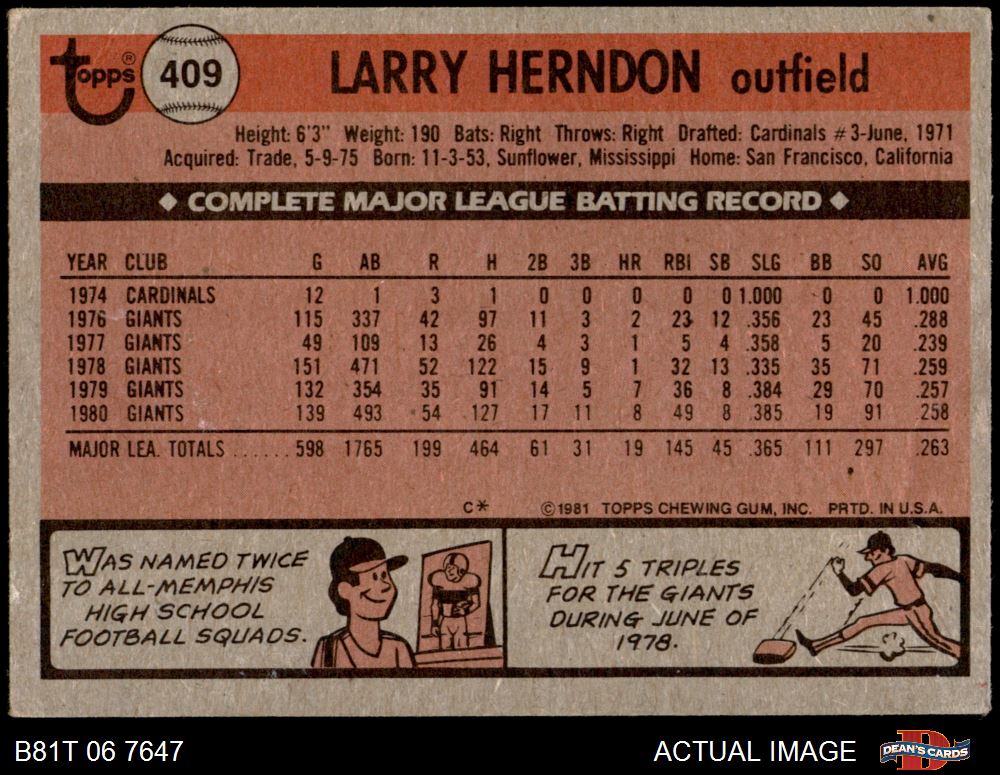 topps® 409 LARRY HERNDON outfield
Height: 6'3" Weight: 190 Bats: Right Throws: Right Drafted: Cardinals #3-June, 1971
Acquired: Trade, 5-9-75 Born: 11-3-53, Sunflower, Mississippi Home: San Francisco, California
◆ COMPLETE MAJOR LEAGUE BATTING RECORD ◆
YEAR CLUB G AB R H 2B 3B HR RBI SB SLG BB SO AVG
1974 CARDINALS 12 1 3 1 0 0 0 0 0 1.000 0 0 1.000
1976 GIANTS 115 337 42 97 11 3 2 23 12 .356 23 45 .288
1977 GIANTS 49 109 13 26 4 3 1 5 4 .358 5 20 .239
1978 GIANTS 151 471 52 122 15 9 1 32 13 .335 35 71 .259
1979 GIANTS 132 354 35 91 14 5 7 36 8 .384 29 70 .257
1980 GIANTS 139 493 54 127 17 11 8 49 8 .385 19 91 .258
MAJOR LEA. TOTALS ...... 598 1765 199 464 61 31 19 145 45 .365 111 297 .263
C* ©1981 TOPPS CHEWING GUM, INC. PRTD. IN U.S.A.
WAS NAMED TWICE
TO ALL-MEMPHIS
HIGH SCHOOL
FOOTBALL SQUADS.
HIT 5 TRIPLES
FOR THE GIANTS
DURING JUNE OF
1978.
B81T 06 7647 ACTUAL IMAGE DEAN'S CARDS